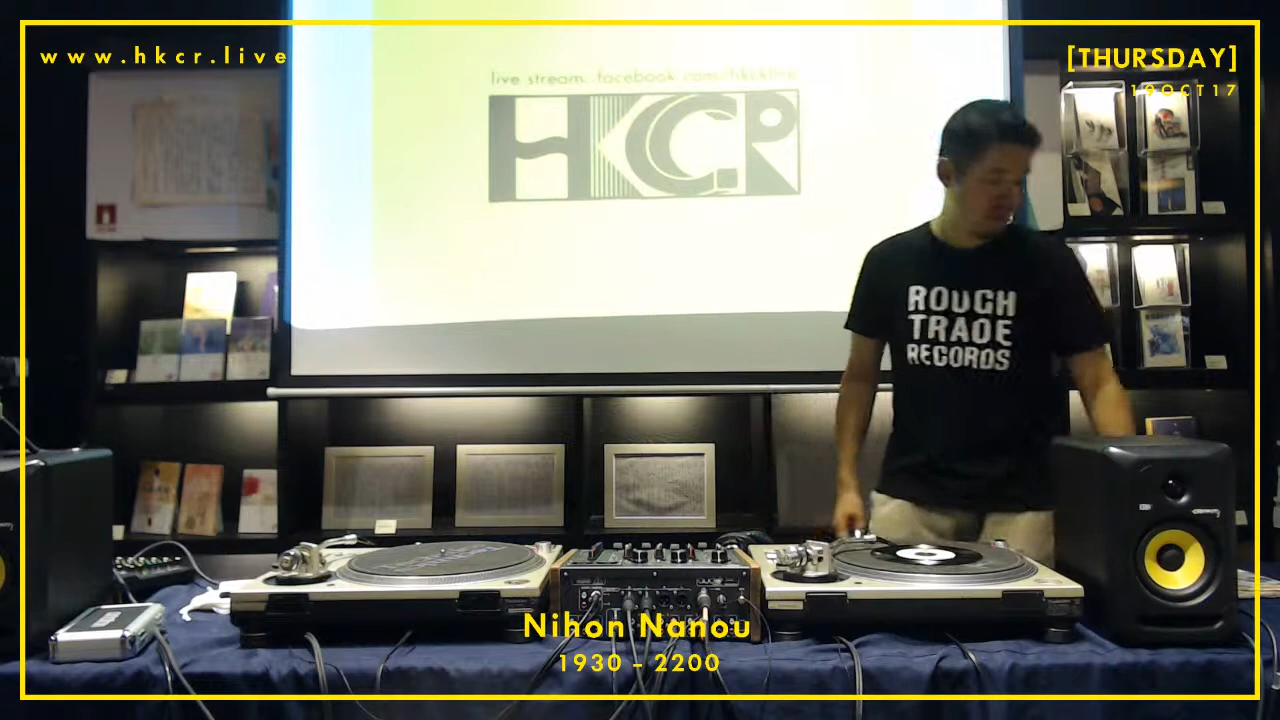 www.hkcr.live
[THURSDAY]
19OCT17
live stream: facebook.com/hkcrlive
HKCR
ROUGH
TRADE
RECORDS
Nihon Nanou
1930 - 2200